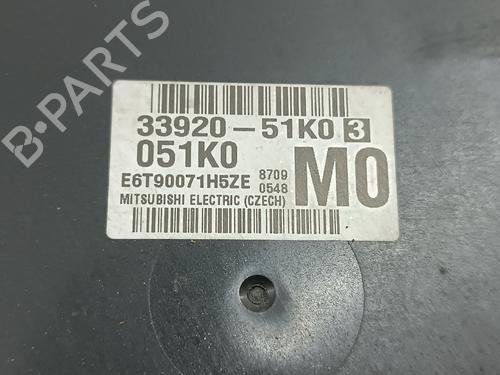 B-PARTS
33920-51K0 3
051K0
E6T90071H5ZE
8709
0548
M0
MITSUBISHI ELECTRIC (CZECH)